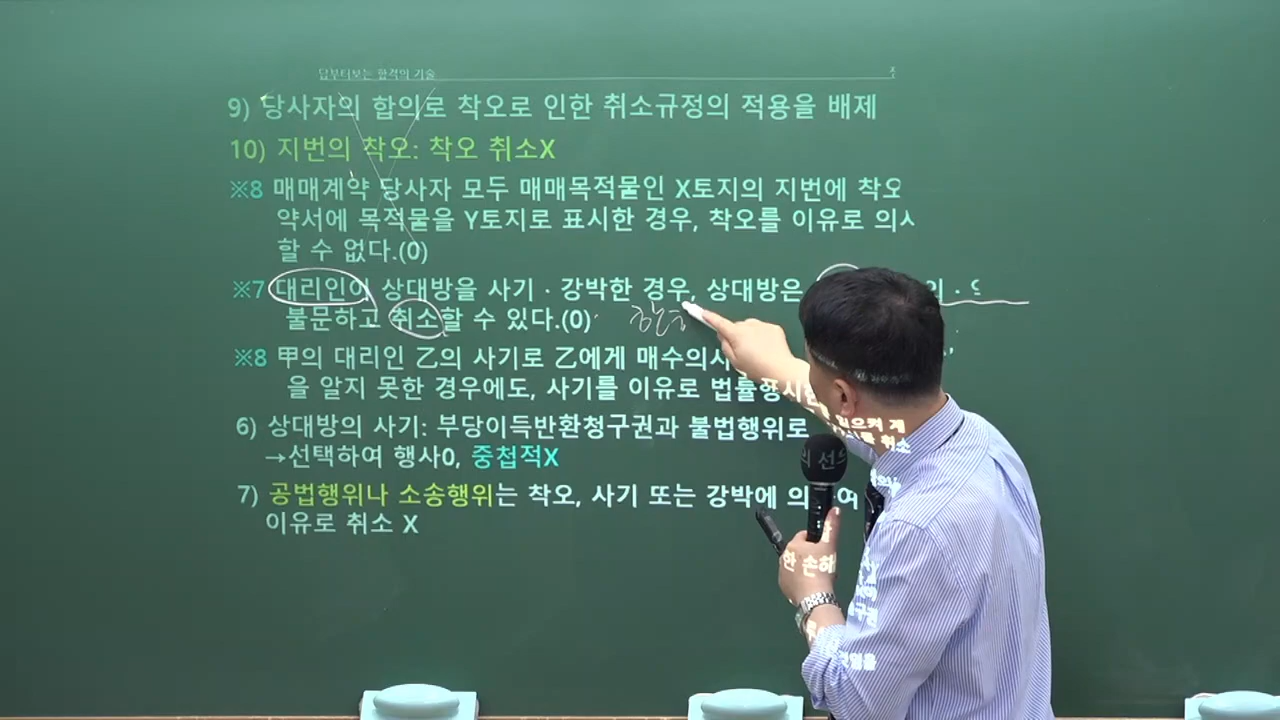 답부터보는 합격의 기술
9) 당사자의 합의로 착오로 인한 취소규정의 적용을 배제
10) 지번의 착오: 착오 취소X
※8 매매계약 당사자 모두 매매목적물인 X토지의 지번에 착오
약서에 목적물을 Y토지로 표시한 경우, 착오를 이유로 의사
할 수 없다.(0)
※7 대리인이 상대방을 사기·강박한 경우, 상대방은
불문하고 취소할 수 있다.(0)
※8 甲의 대리인 乙의 사기로 乙에게 매수의사
을 알지 못한 경우에도, 사기를 이유로 법률행
6) 상대방의 사기: 부당이득반환청구권과 불법행위로
→선택하여 행사0, 중첩적X
7) 공법행위나 소송행위는 착오, 사기 또는 강박에 의 여
이유로 취소 X